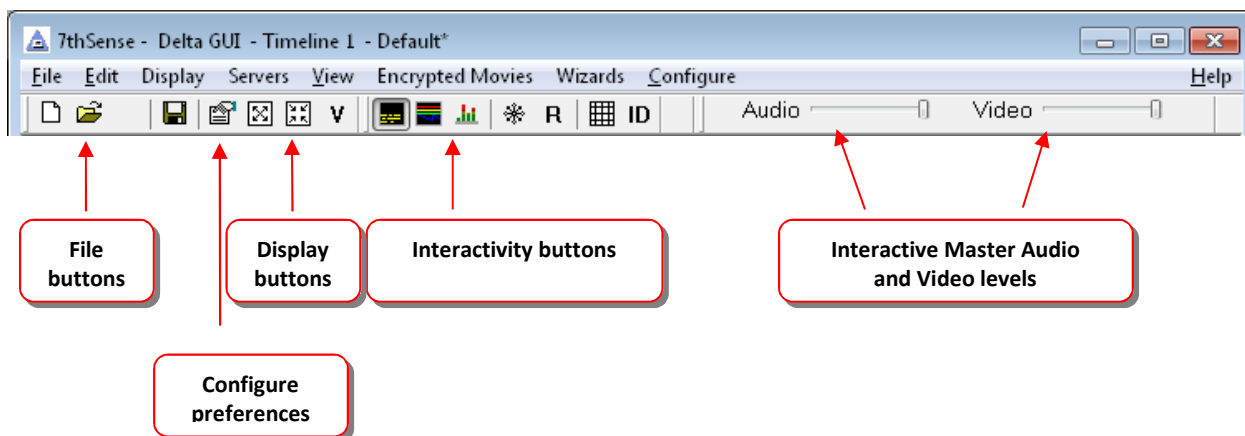 7thSense - Delta GUI - Timeline 1 - Default*
File Edit Display Servers View Encrypted Movies Wizards Configure Help
V R ID Audio Video
File
buttons
Display
buttons
Interactivity buttons
Interactive Master Audio
and Video levels
Configure
preferences